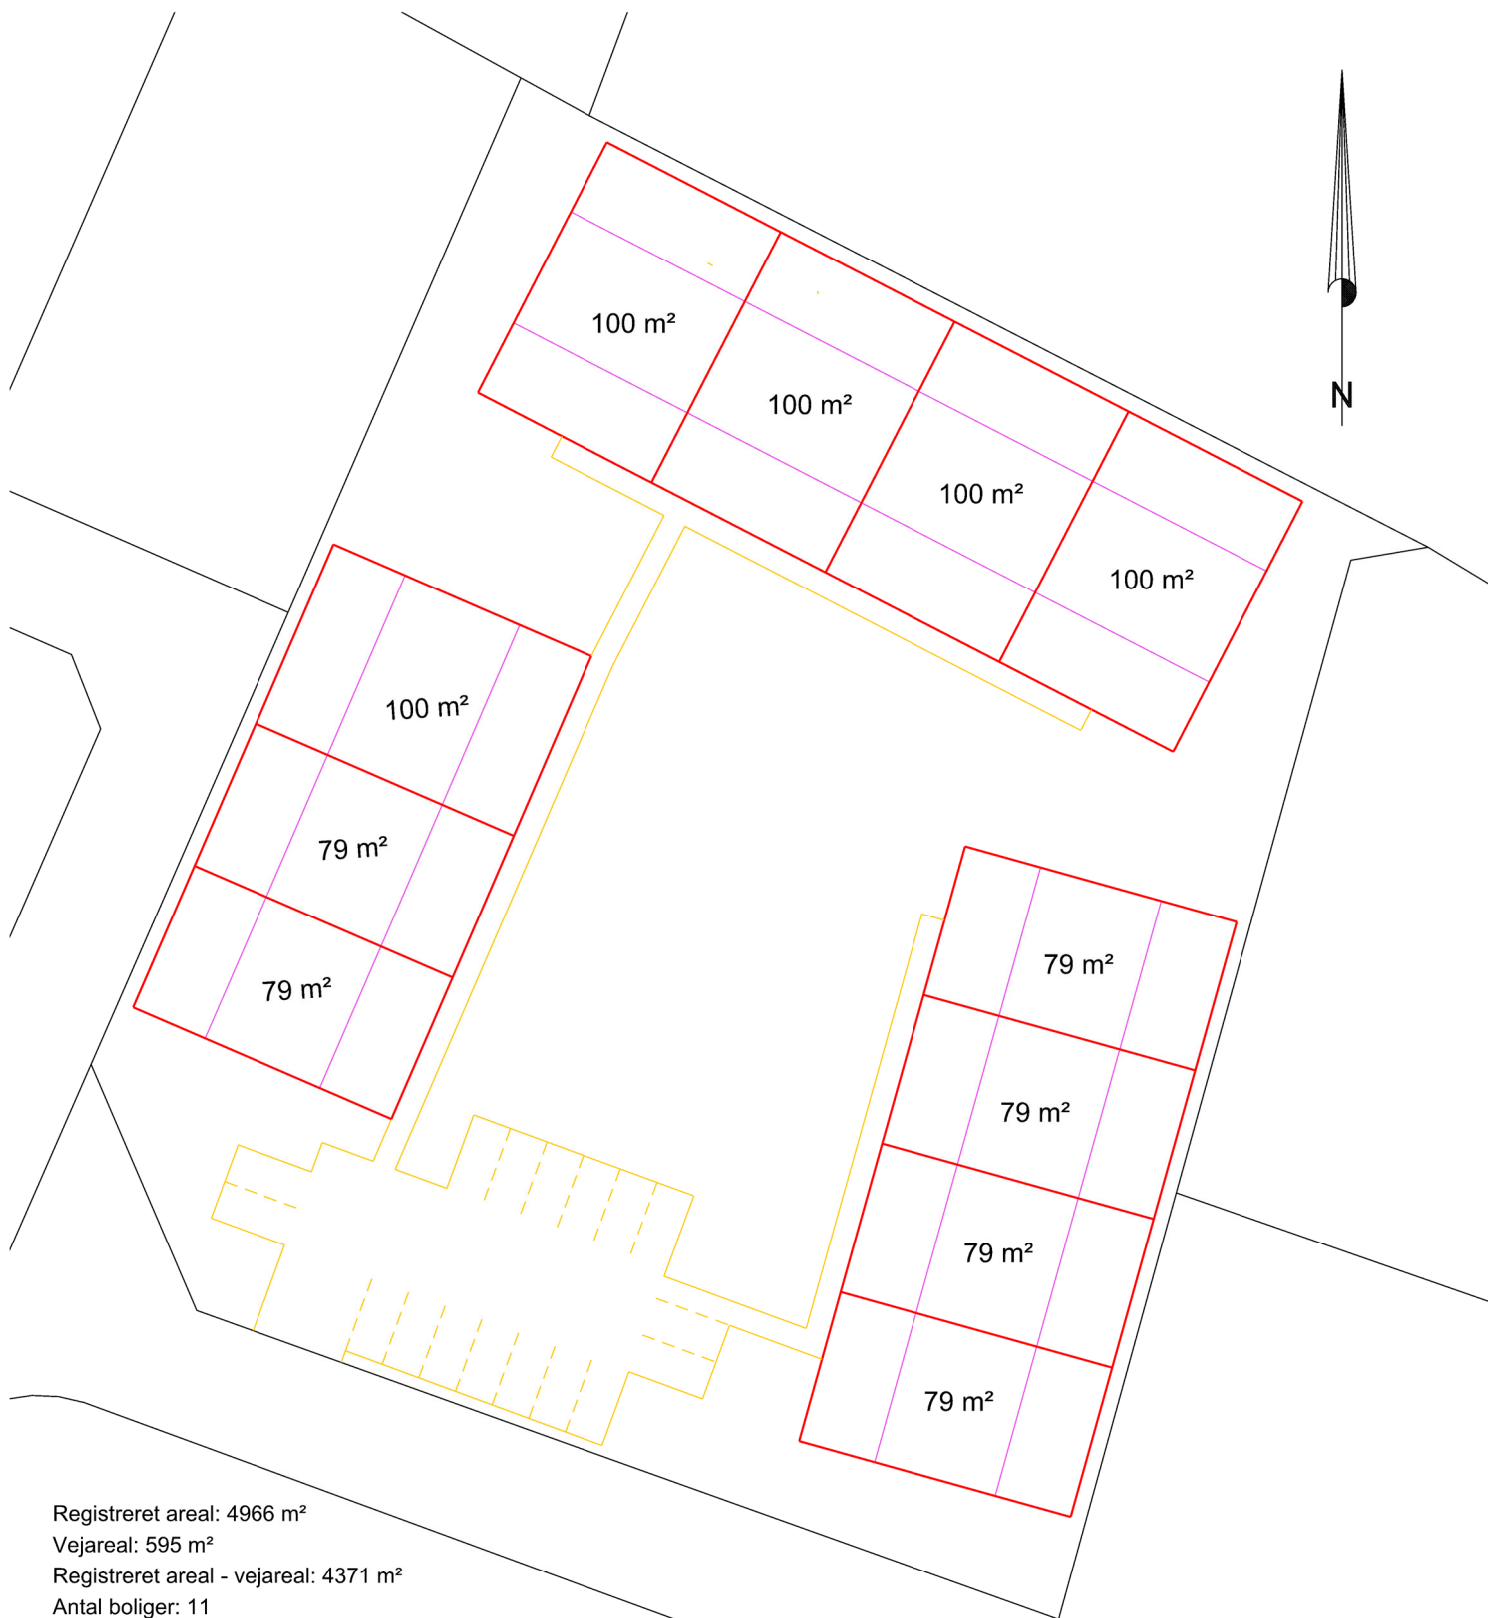 100 m²
100 m²
N
100 m²
100 m²
100 m²
79 m²
79 m²
79 m²
79 m²
79 m²
79 m²
Registreret areal: 4966 m²
Vejareal: 595 m²
Registreret areal - vejareal: 4371 m²
Antal boliger: 11